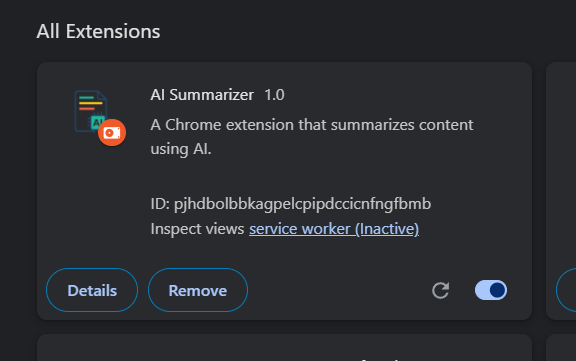 All Extensions
AI Summarizer 1.0
A Chrome extension that summarizes content
using AI.
ID: pjhdbolbbkagpelcpipdccicnfngfbmb
Inspect views service worker (Inactive)
Details
Remove